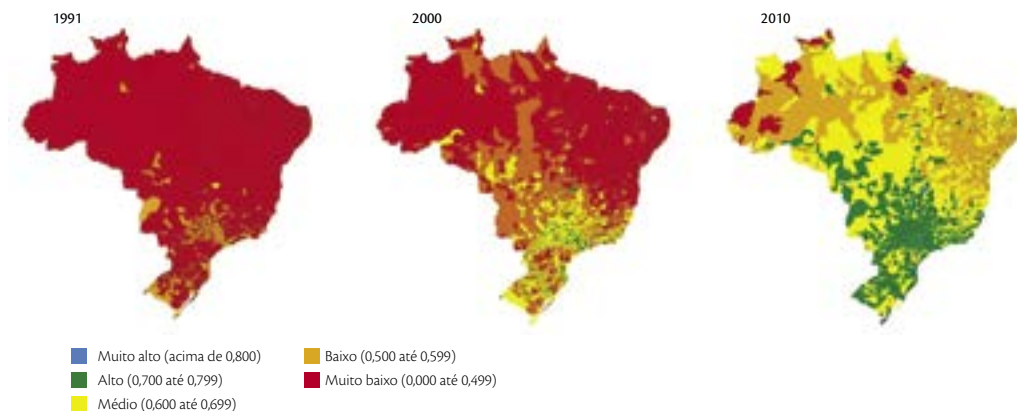 1991
2000
2010
Muito alto (acima de 0,800)
Alto (0,700 até 0,799)
Médio (0,600 até 0,699)
Baixo (0,500 até 0,599)
Muito baixo (0,000 até 0,499)